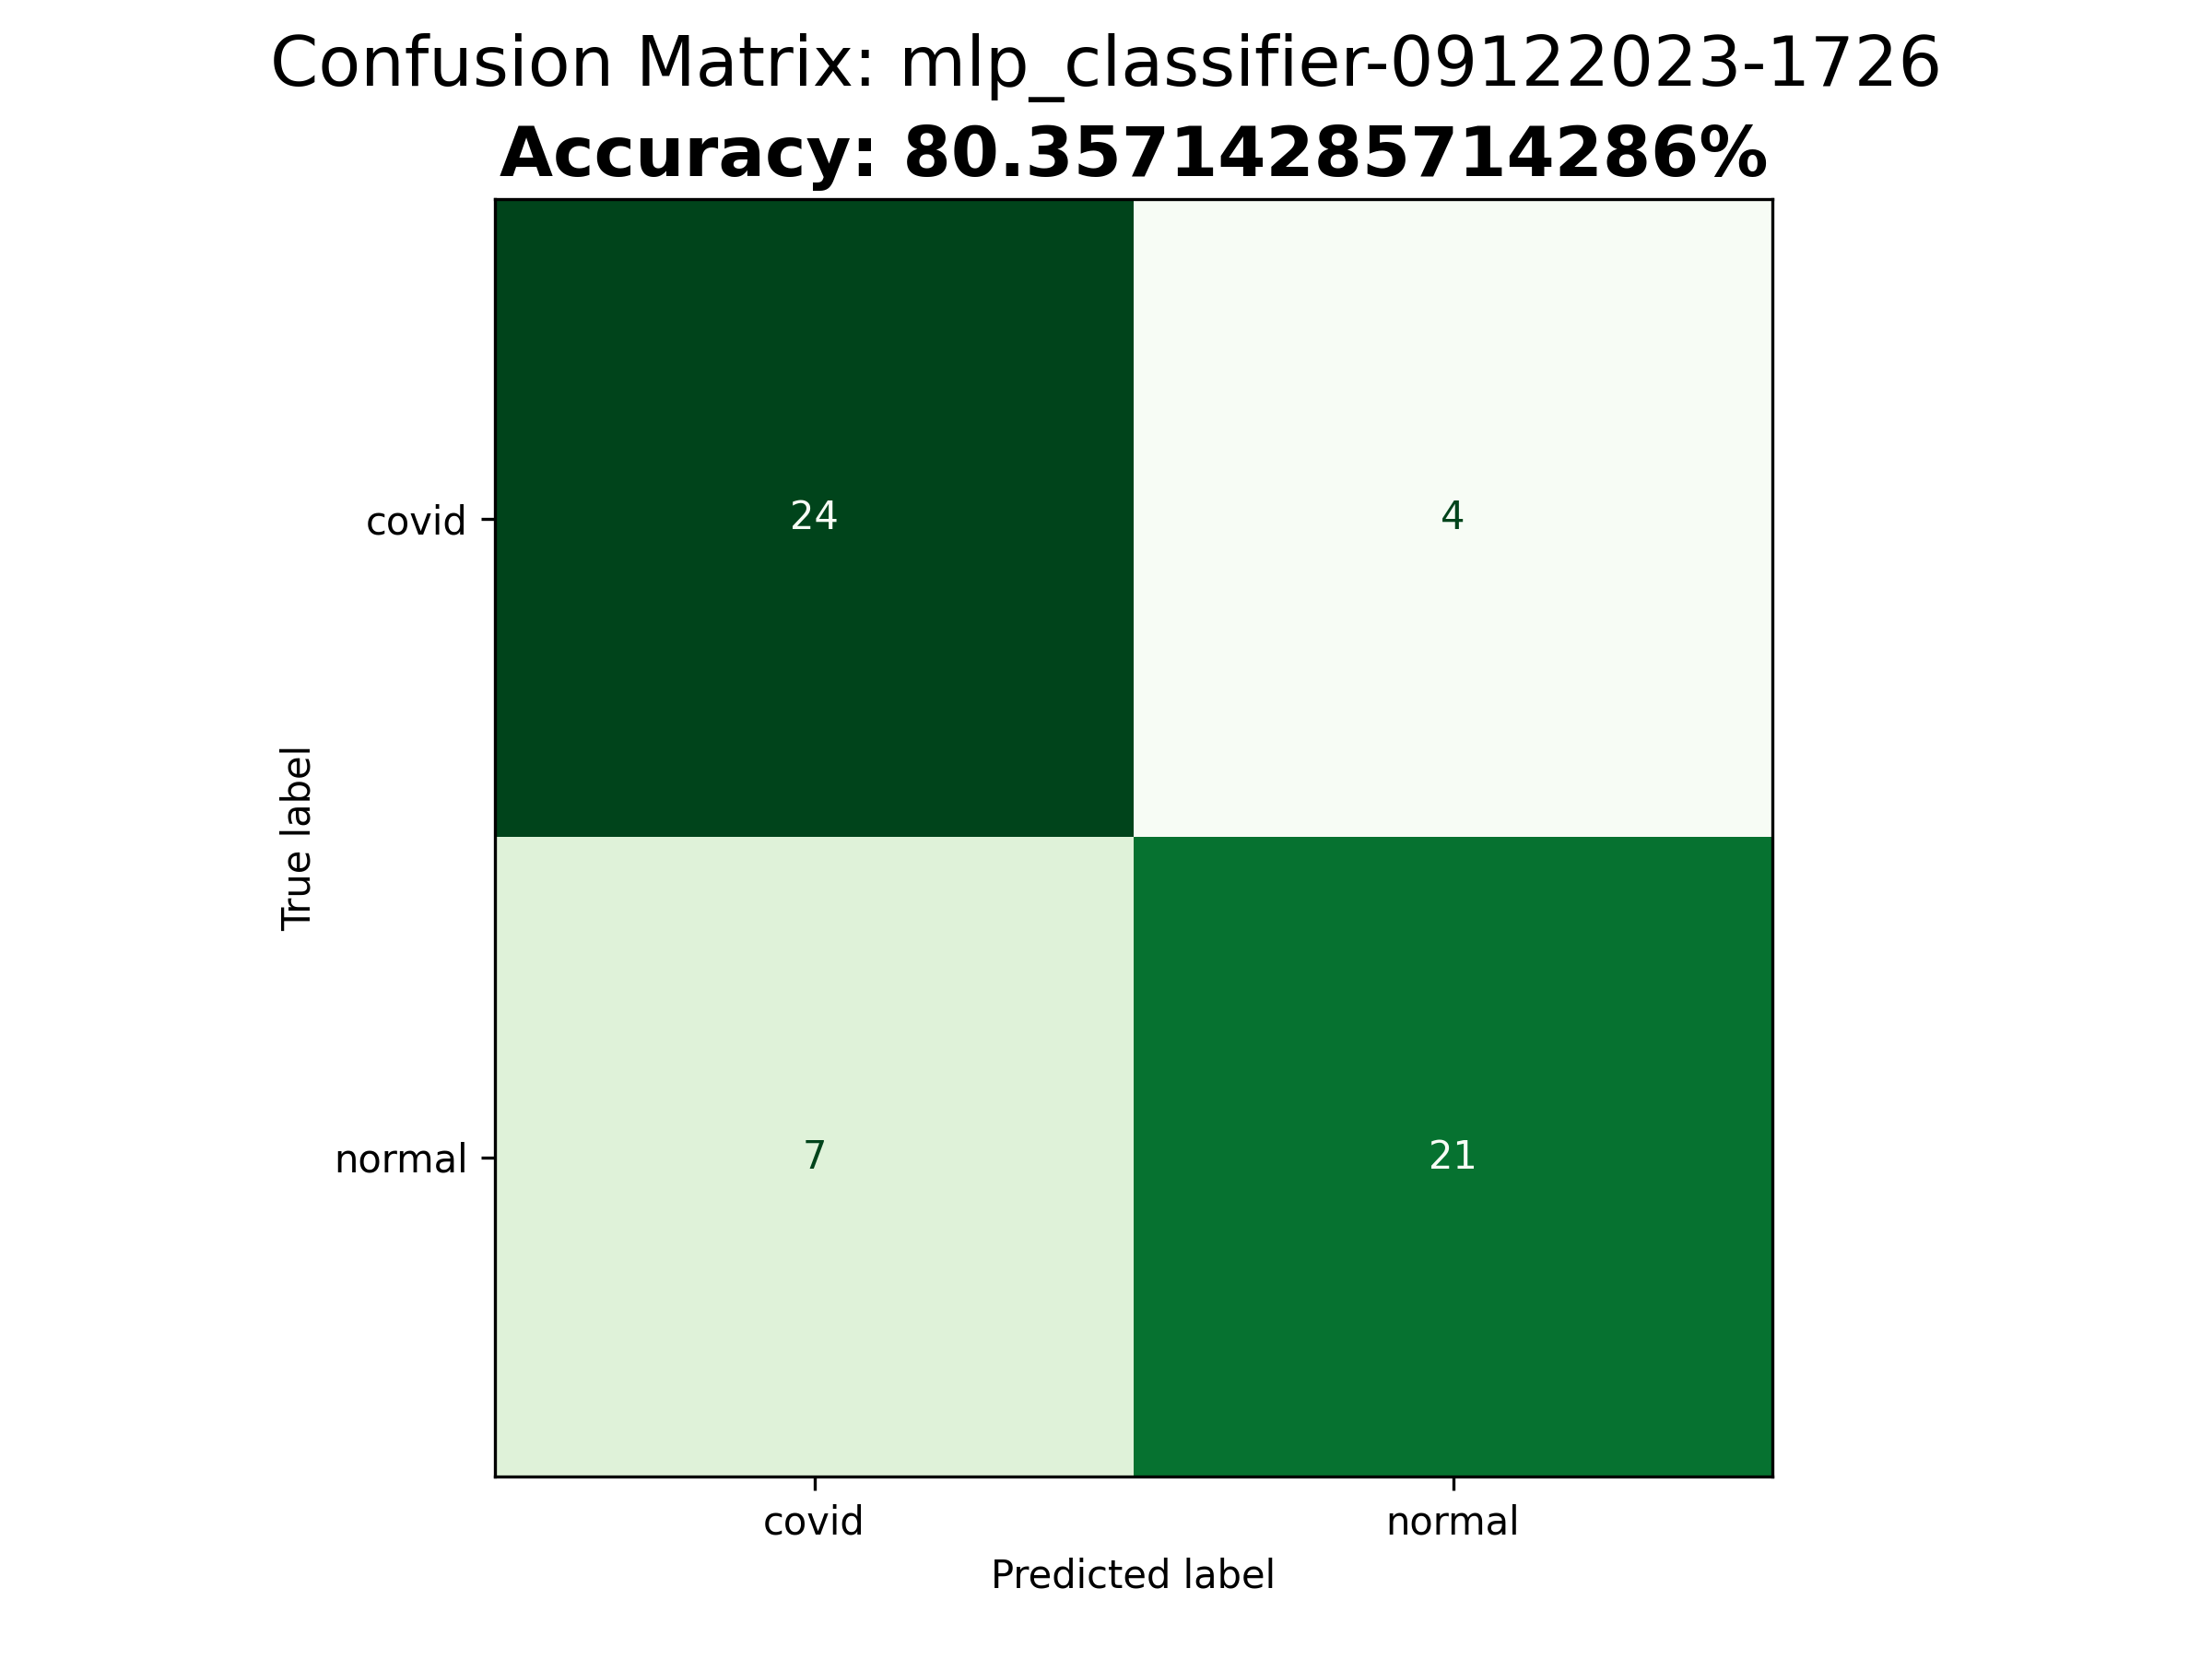 Confusion Matrix: mlp_classifier-09122023-1726
Accuracy: 80.35714285714286%
True label
covid
24
4
normal
7
21
covid
normal
Predicted label